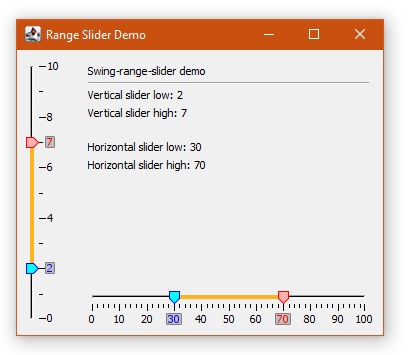 Range Slider Demo
Swing-range-slider demo
Vertical slider low: 2
Vertical slider high: 7
Horizontal slider low: 30
Horizontal slider high: 70
10
8
7
6
4
2
0
0 10 20 30 40 50 60 70 80 90 100